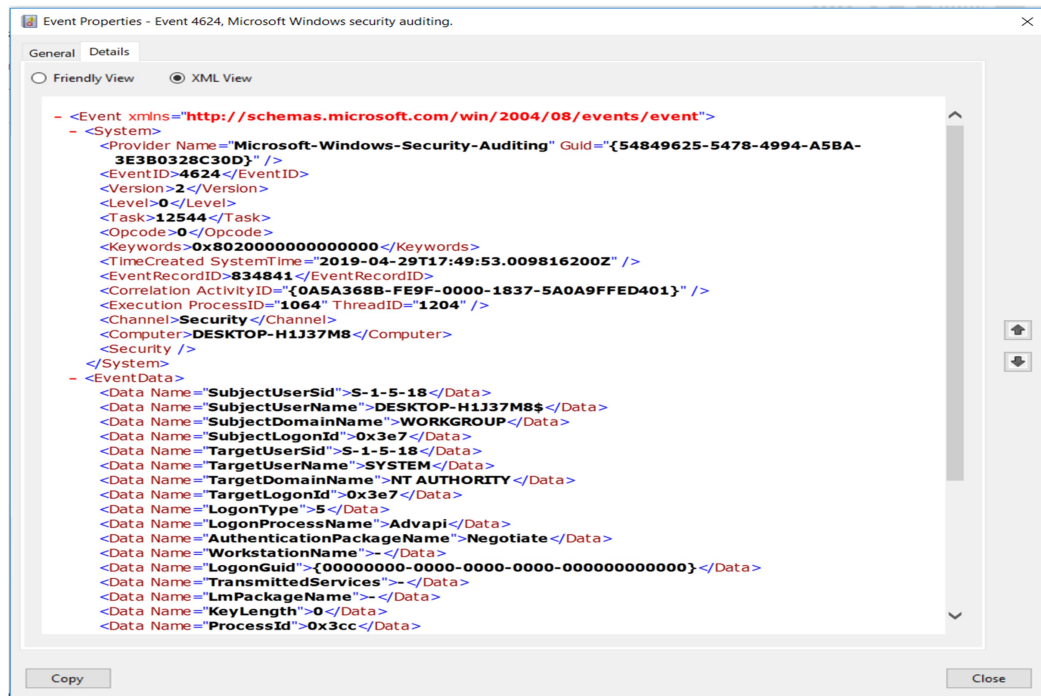 Event Properties - Event 4624, Microsoft Windows security auditing.
General Details
Friendly View XML View
- <Event xmlns="http://schemas.microsoft.com/win/2004/08/events/event">
- <System>
<Provider Name="Microsoft-Windows-Security-Auditing" Guid="{54849625-5478-4994-A5BA-
3E3B0328C30D}" />
<EventID>4624</EventID>
<Version>2</Version>
<Level>0</Level>
<Task>12544</Task>
<Opcode>0</Opcode>
<Keywords>0x8020000000000000</Keywords>
<TimeCreated SystemTime="2019-04-29T17:49:53.009816200Z" />
<EventRecordID>834841</EventRecordID>
<Correlation ActivityID="{0A5A368B-FE9F-0000-1837-5A0A9FFED401}" />
<Execution ProcessID="1064" ThreadID="1204" />
<Channel>Security</Channel>
<Computer>DESKTOP-H1J37M8</Computer>
<Security />
</System>
- <EventData>
<Data Name="SubjectUserSid">S-1-5-18</Data>
<Data Name="SubjectUserName">DESKTOP-H1J37M8$</Data>
<Data Name="SubjectDomainName">WORKGROUP</Data>
<Data Name="SubjectLogonId">0x3e7</Data>
<Data Name="TargetUserSid">S-1-5-18</Data>
<Data Name="TargetUserName">SYSTEM</Data>
<Data Name="TargetDomainName">NT AUTHORITY</Data>
<Data Name="TargetLogonId">0x3e7</Data>
<Data Name="LogonType">5</Data>
<Data Name="LogonProcessName">Advapi</Data>
<Data Name="AuthenticationPackageName">Negotiate</Data>
<Data Name="WorkstationName">-</Data>
<Data Name="LogonGuid">{00000000-0000-0000-0000-000000000000}</Data>
<Data Name="TransmittedServices">-</Data>
<Data Name="LmPackageName">-</Data>
<Data Name="KeyLength">0</Data>
<Data Name="ProcessId">0x3cc</Data>
Copy Close